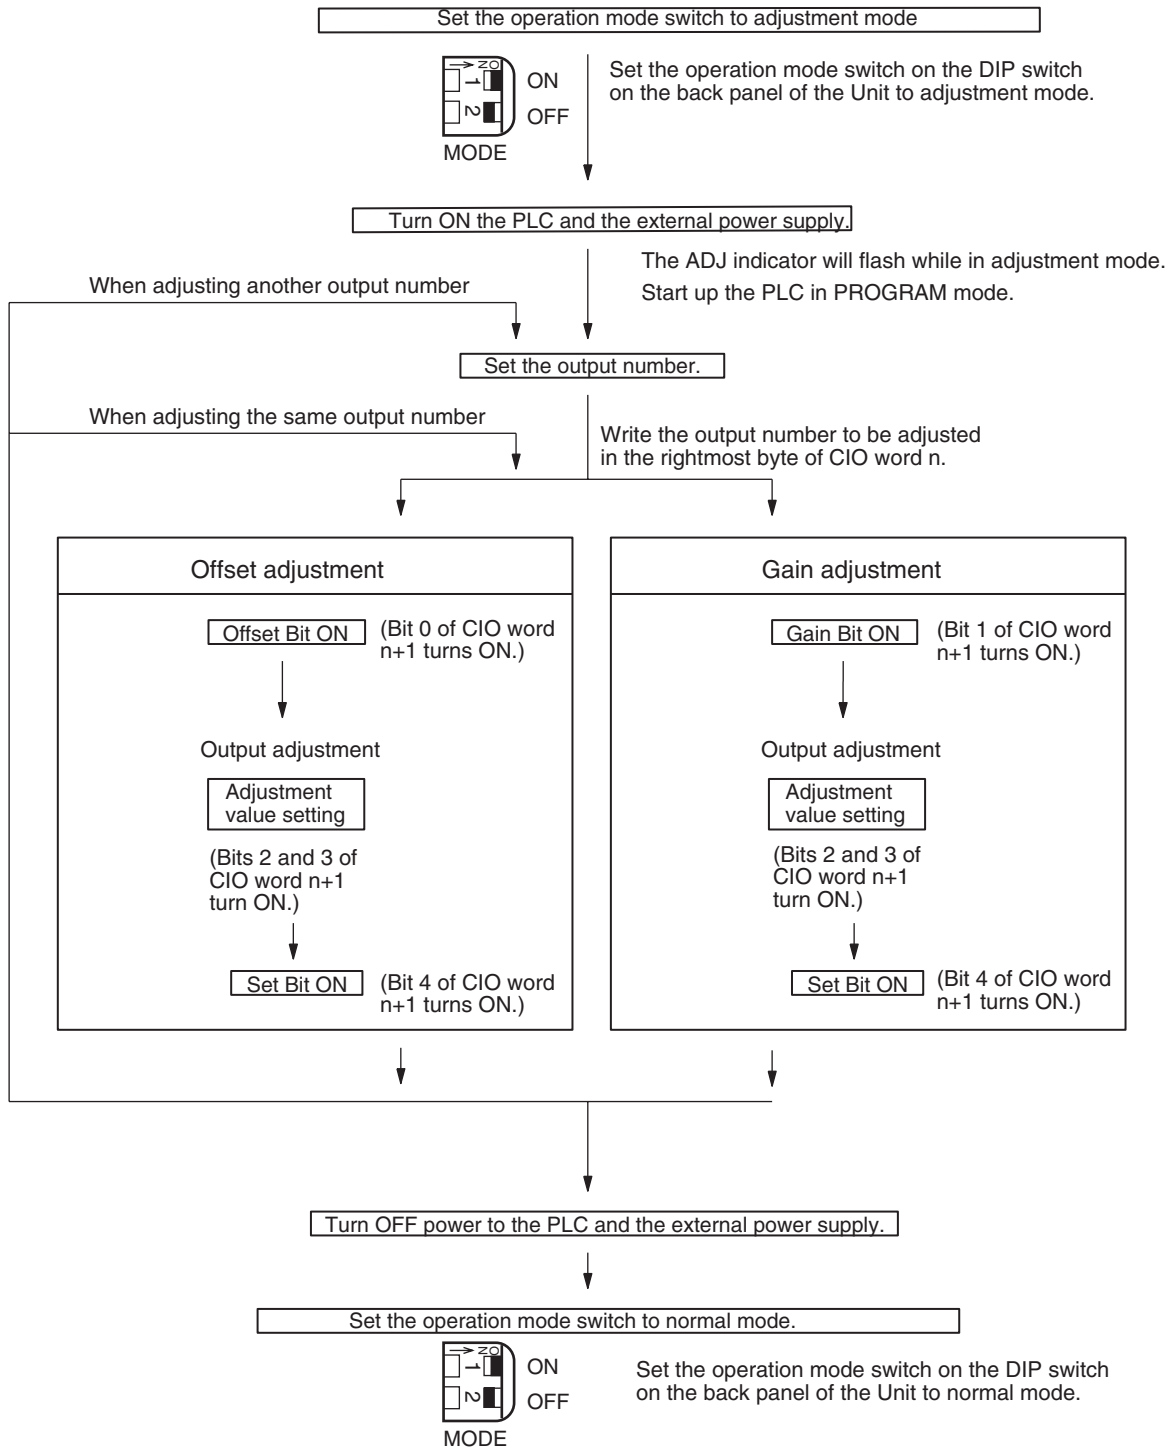 Set the operation mode switch to adjustment mode
ON
1
2
ON
OFF
MODE
Set the operation mode switch on the DIP switch
on the back panel of the Unit to adjustment mode.
Turn ON the PLC and the external power supply.
The ADJ indicator will flash while in adjustment mode.
Start up the PLC in PROGRAM mode.
When adjusting another output number
Set the output number.
When adjusting the same output number
Write the output number to be adjusted
in the rightmost byte of CIO word n.
Offset adjustment
Offset Bit ON
(Bit 0 of CIO word
n+1 turns ON.)
Output adjustment
Adjustment
value setting
(Bits 2 and 3 of
CIO word n+1
turn ON.)
Set Bit ON
(Bit 4 of CIO word
n+1 turns ON.)
Gain adjustment
Gain Bit ON
(Bit 1 of CIO word
n+1 turns ON.)
Output adjustment
Adjustment
value setting
(Bits 2 and 3 of
CIO word n+1
turn ON.)
Set Bit ON
(Bit 4 of CIO word
n+1 turns ON.)
Turn OFF power to the PLC and the external power supply.
Set the operation mode switch to normal mode.
ON
1
2
ON
OFF
MODE
Set the operation mode switch on the DIP switch
on the back panel of the Unit to normal mode.